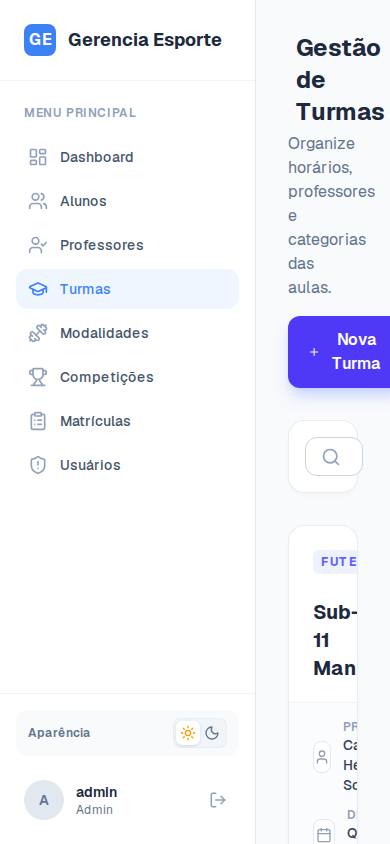 GE Gerencia Esporte
MENU PRINCIPAL
Dashboard
Alunos
Professores
Turmas
Modalidades
Competições
Matrículas
Usuários
Aparência
A
admin
Admin
Gestão
de
Turmas
Organize
horários,
professores
e
categorias
das
aulas.
+ Nova
Turma
FUTE
Sub-
11
Man
PR
Ca
He
Sc
D
Q